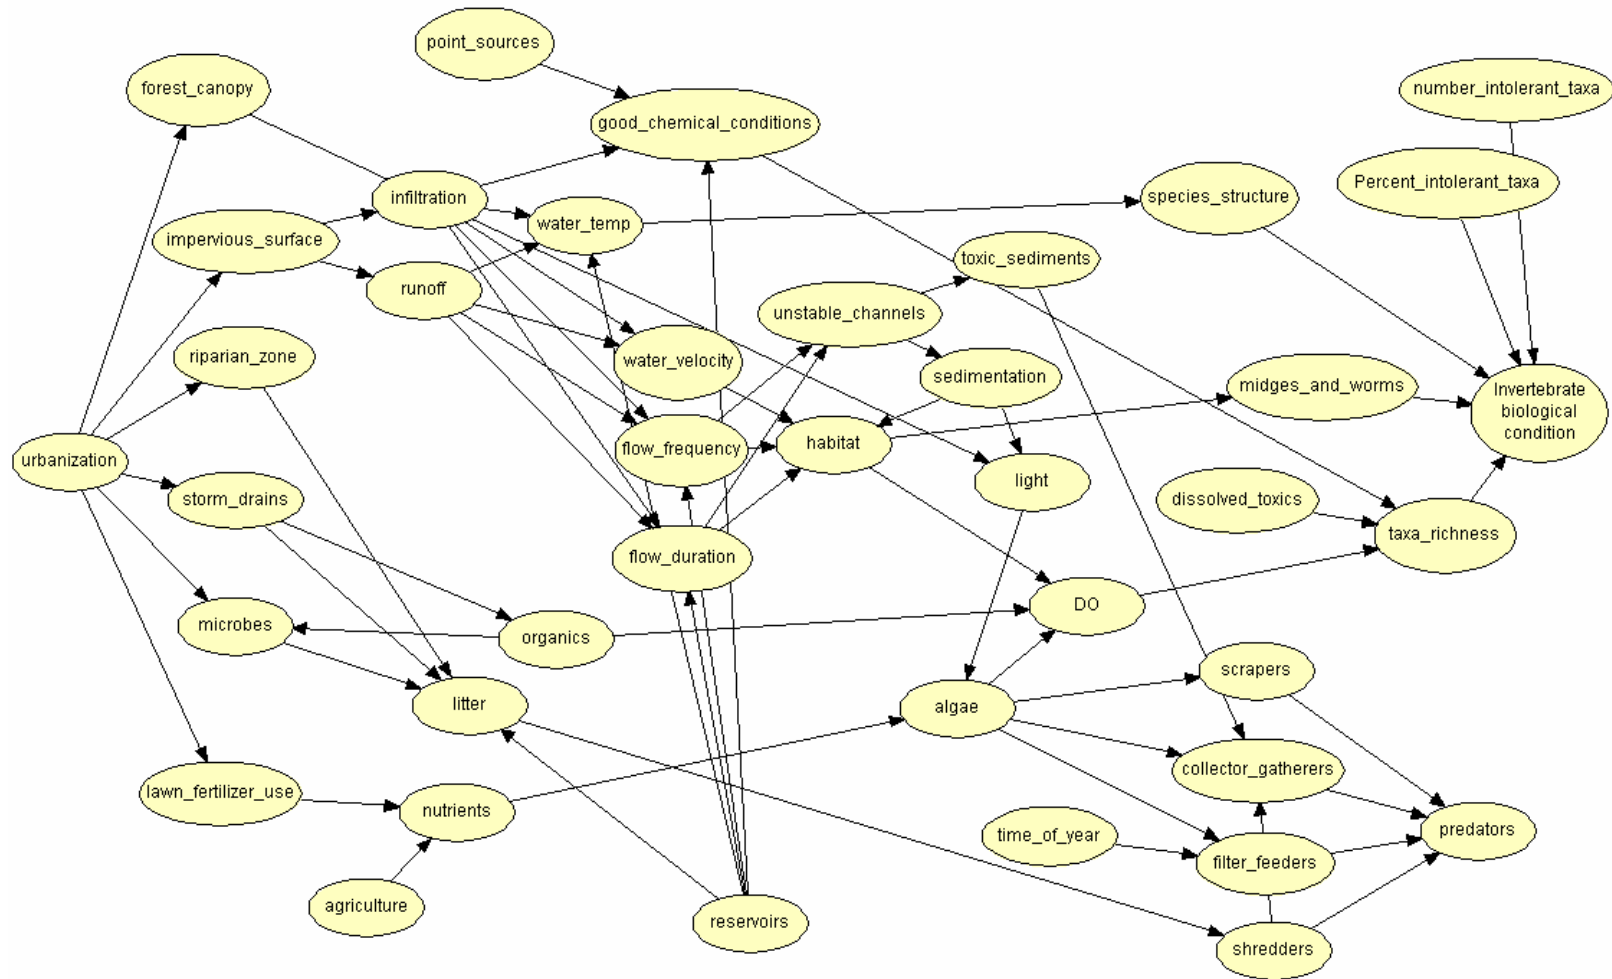 point_sources
forest_canopy
number_intolerant_taxa
good_chemical_conditions
Percent_intolerant_taxa
infiltration
species_structure
water_temp
impervious_surface
toxic_sediments
runoff
unstable_channels
riparian_zone
water_velocity
sedimentation
midges_and_worms
Invertebrate
biological
condition
urbanization
flow_frequency
habitat
light
storm_drains
dissolved_toxics
taxa_richness
flow_duration
DO
microbes
organics
scrapers
litter
algae
collector_gatherers
lawn_fertilizer_use
nutrients
time_of_year
predators
filter_feeders
agriculture
reservoirs
shredders